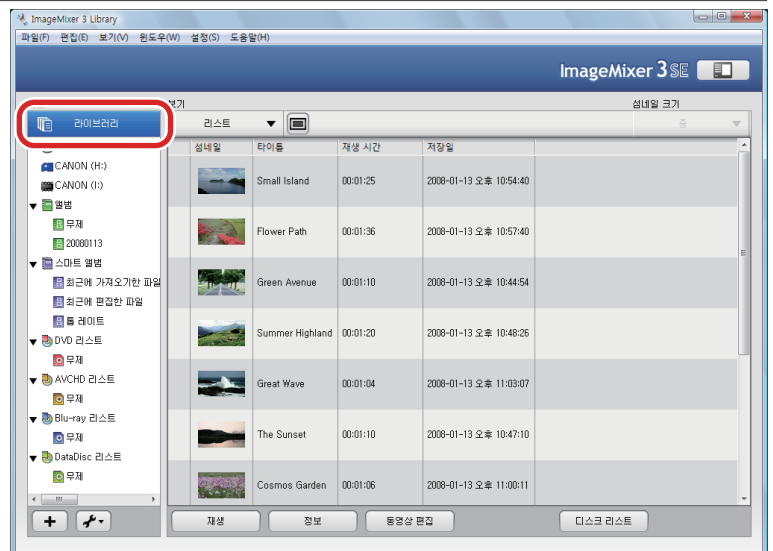 ImageMixer 3 Library
파일(F) 편집(E) 보기(V) 윈도우(W) 설정(S) 도움말(H)
ImageMixer 3 SE
보기 섬네일 크기
라이브러리 리스트 중
섬네일 타이틀 재생 시간 저장일
CANON (H:)
CANON (I:)
앨범
무제
20080113
스마트 앨범
최근에 가져오기한 파일
최근에 편집한 파일
톱 레이트
DVD 리스트
무제
AVCHD 리스트
무제
Blu-ray 리스트
무제
DataDisc 리스트
무제
Small Island 00:01:25 2008-01-13 오후 10:54:40
Flower Path 00:01:36 2008-01-13 오후 10:57:40
Green Avenue 00:01:10 2008-01-13 오후 10:44:54
Summer Highland 00:01:20 2008-01-13 오후 10:48:26
Great Wave 00:01:04 2008-01-13 오후 11:03:07
The Sunset 00:01:10 2008-01-13 오후 10:47:10
Cosmos Garden 00:01:06 2008-01-13 오후 11:00:11
재생 정보 동영상 편집 디스크 리스트